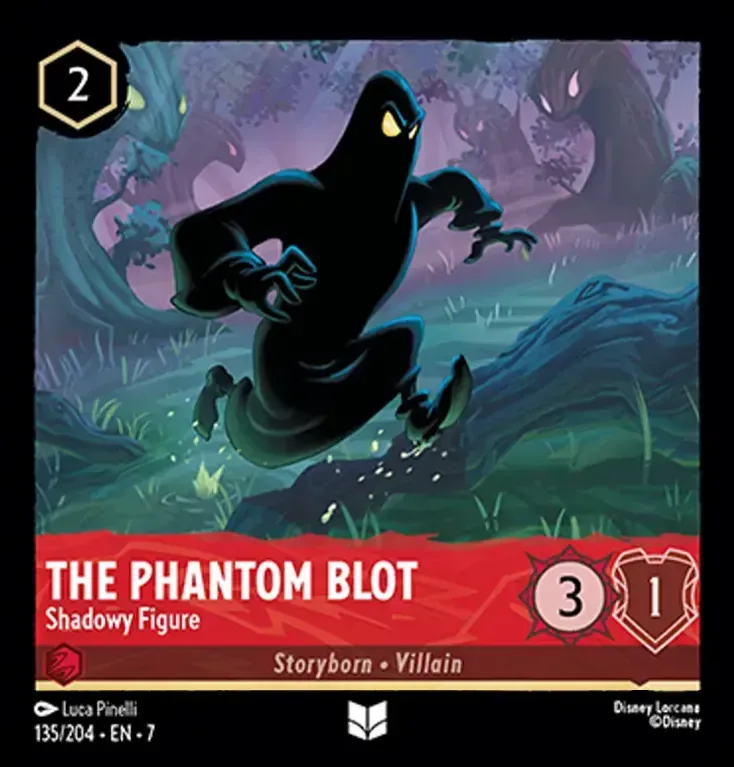 2
THE PHANTOM BLOT
Shadowy Figure
3
1
Storyborn • Villain
Luca Pinelli
135/204 • EN • 7
Disney Lorcana
©Disney